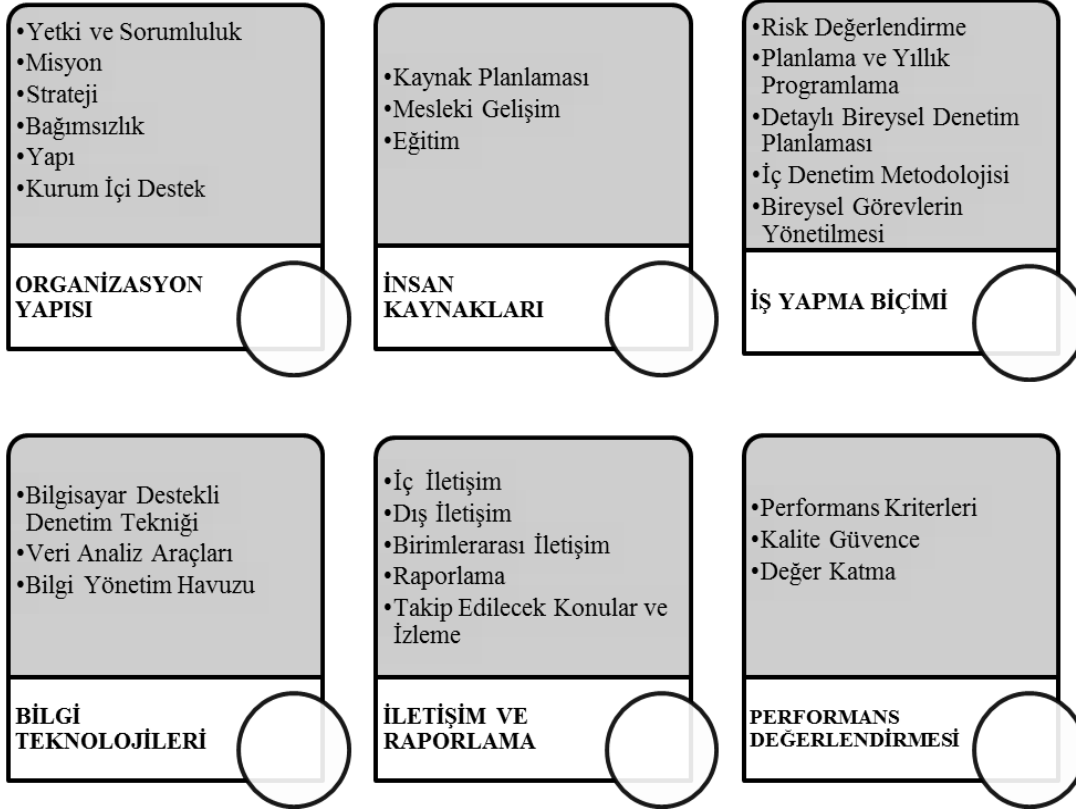 •Yetki ve Sorumluluk
•Misyon
•Strateji
•Bağımsızlık
•Yapı
•Kurum İçi Destek
ORGANİZASYON
YAPISI
•Kaynak Planlaması
•Mesleki Gelişim
•Eğitim
İNSAN
KAYNAKLARI
•Risk Değerlendirme
•Planlama ve Yıllık
Programlama
•Detaylı Bireysel Denetim
Planlaması
•İç Denetim Metodolojisi
•Bireysel Görevlerin
Yönetilmesi
İŞ YAPMA BİÇİMİ
•Bilgisayar Destekli
Denetim Tekniği
•Veri Analiz Araçları
•Bilgi Yönetim Havuzu
BİLGİ
TEKNOLOJİLERİ
•İç İletişim
•Dış İletişim
•Birimlerarası İletişim
•Raporlama
•Takip Edilecek Konular ve
İzleme
İLETİŞİM VE
RAPORLAMA
•Performans Kriterleri
•Kalite Güvence
•Değer Katma
PERFORMANS
DEĞERLENDİRMESİ